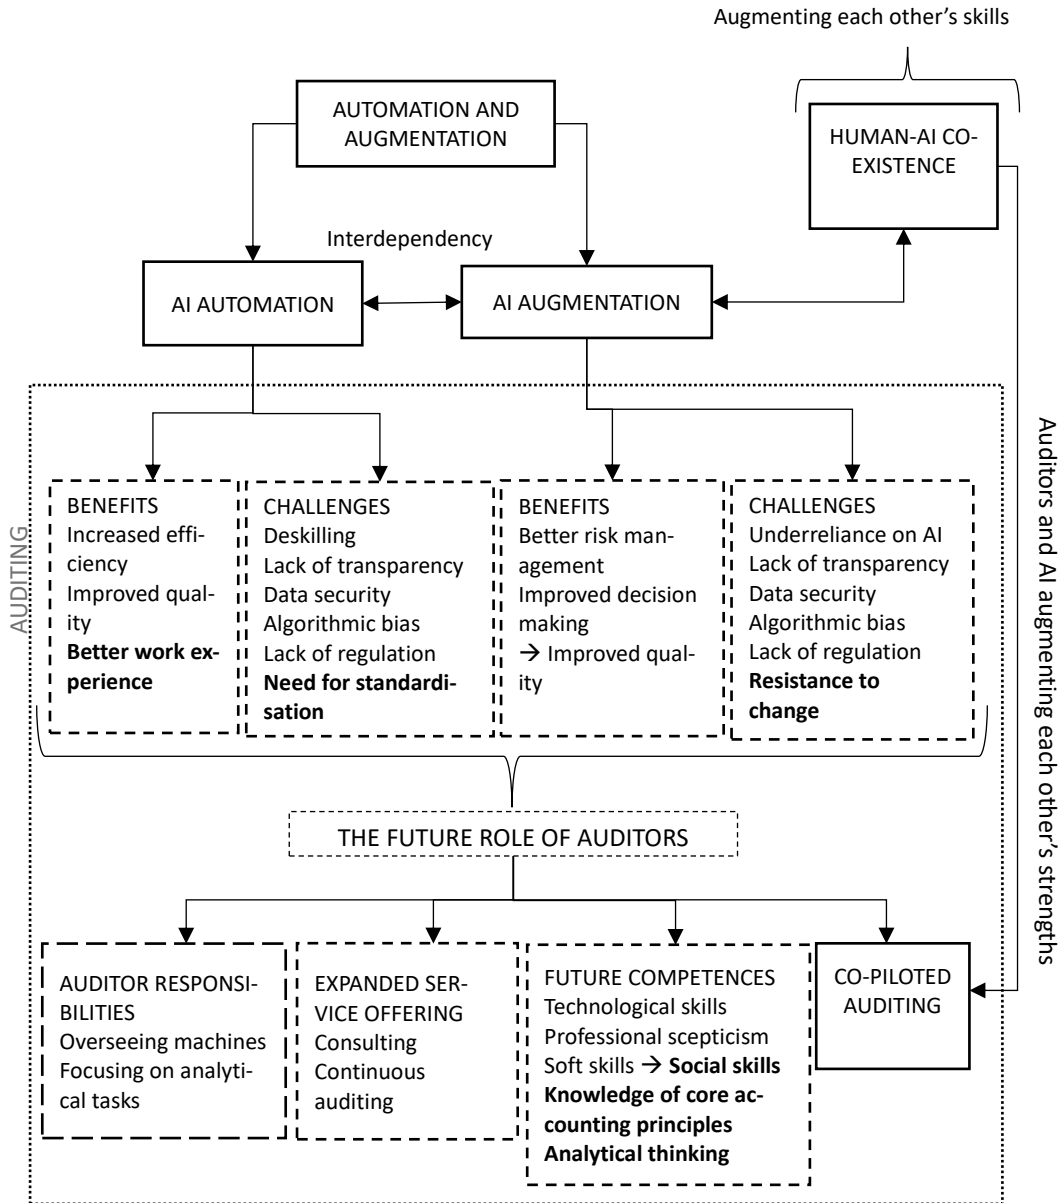 Augmenting each other’s skills
AUTOMATION AND
AUGMENTATION
HUMAN-AI CO-
EXISTENCE
Interdependency
AI AUTOMATION
AI AUGMENTATION
AUDITING
BENEFITS
Increased effi-
ciency
Improved qual-
ity
Better work ex-
perience
CHALLENGES
Deskilling
Lack of transparency
Data security
Algorithmic bias
Lack of regulation
Need for standardi-
sation
BENEFITS
Better risk man-
agement
Improved decision
making
→ Improved qual-
ity
CHALLENGES
Underreliance on AI
Lack of transparency
Data security
Algorithmic bias
Lack of regulation
Resistance to
change
Auditors and AI augmenting each other’s strengths
THE FUTURE ROLE OF AUDITORS
AUDITOR RESPONSI-
BILITIES
Overseeing machines
Focusing on analyti-
cal tasks
EXPANDED SER-
VICE OFFERING
Consulting
Continuous
auditing
FUTURE COMPETENCES
Technological skills
Professional scepticism
Soft skills → Social skills
Knowledge of core ac-
counting principles
Analytical thinking
CO-PILOTED
AUDITING